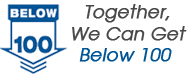 BELOW
100
Together,
We Can Get
Below 100